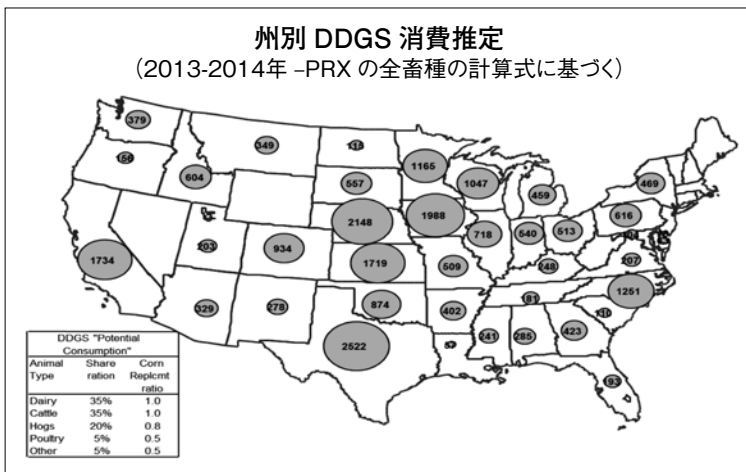 州別 DDGS 消費推定
(2013-2014年 –PRX の全畜種の計算式に基づく)
379
349
115
1165
156
604
557
1047
459
469
2148
1988
616
203
934
718
540
513
1734
1719
509
248
207
1251
329
278
874
402
181
110
2522
241
285
423
193
DDGS "Potential
Consumption"
Animal Share Corn
Type ration Replcmt
ratio
Dairy 35% 1.0
Cattle 35% 1.0
Hogs 20% 0.8
Poultry 5% 0.5
Other 5% 0.5